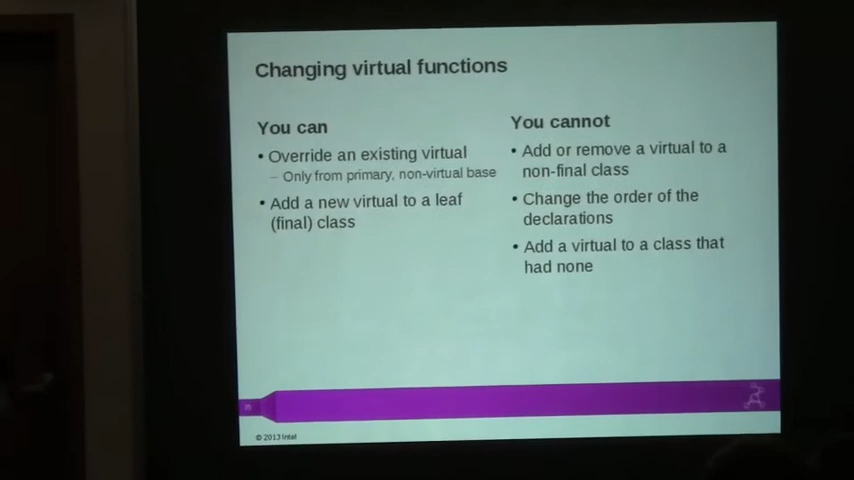 Changing virtual functions
You can
• Override an existing virtual
– Only from primary, non-virtual base
• Add a new virtual to a leaf
(final) class
You cannot
• Add or remove a virtual to a
non-final class
• Change the order of the
declarations
• Add a virtual to a class that
had none
© 2013 Intel